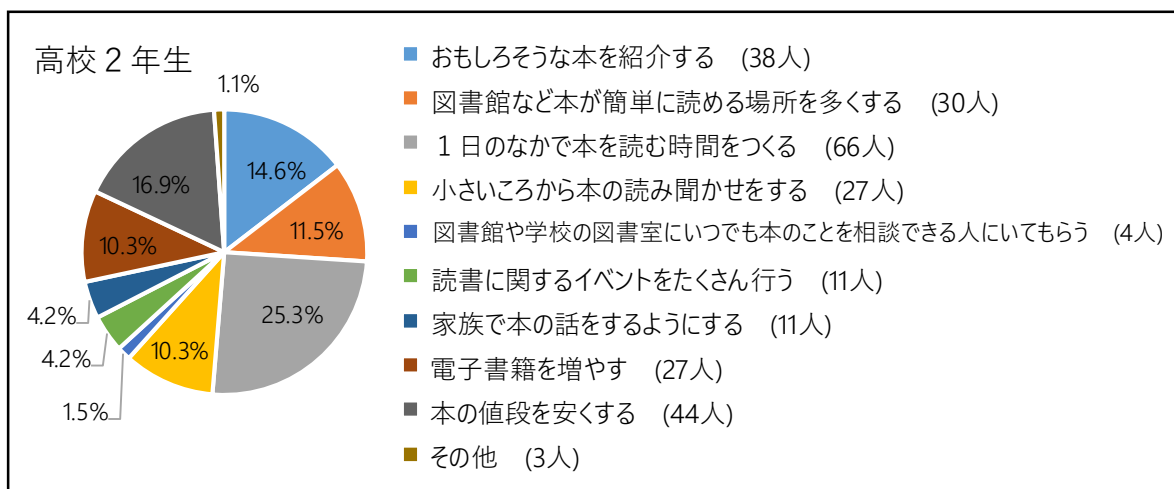 高校２年生
1.1%
14.6%
16.9%
11.5%
10.3%
25.3%
4.2%
4.2%
10.3%
1.5%
おもしろそうな本を紹介する　(38人)
図書館など本が簡単に読める場所を多くする　(30人)
１日のなかで本を読む時間をつくる　(66人)
小さいころから本の読み聞かせをする　(27人)
図書館や学校の図書室にいつでも本のことを相談できる人にいてもらう　(4人)
読書に関するイベントをたくさん行う　(11人)
家族で本の話をするようにする　(11人)
電子書籍を増やす　(27人)
本の値段を安くする　(44人)
その他　(3人)